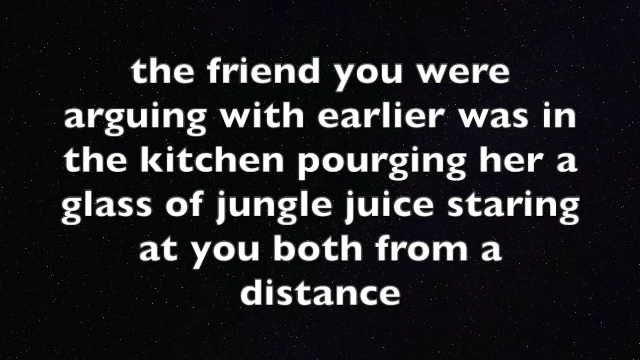 the friend you were
arguing with earlier was in
the kitchen pourging her a
glass of jungle juice staring
at you both from a
distance